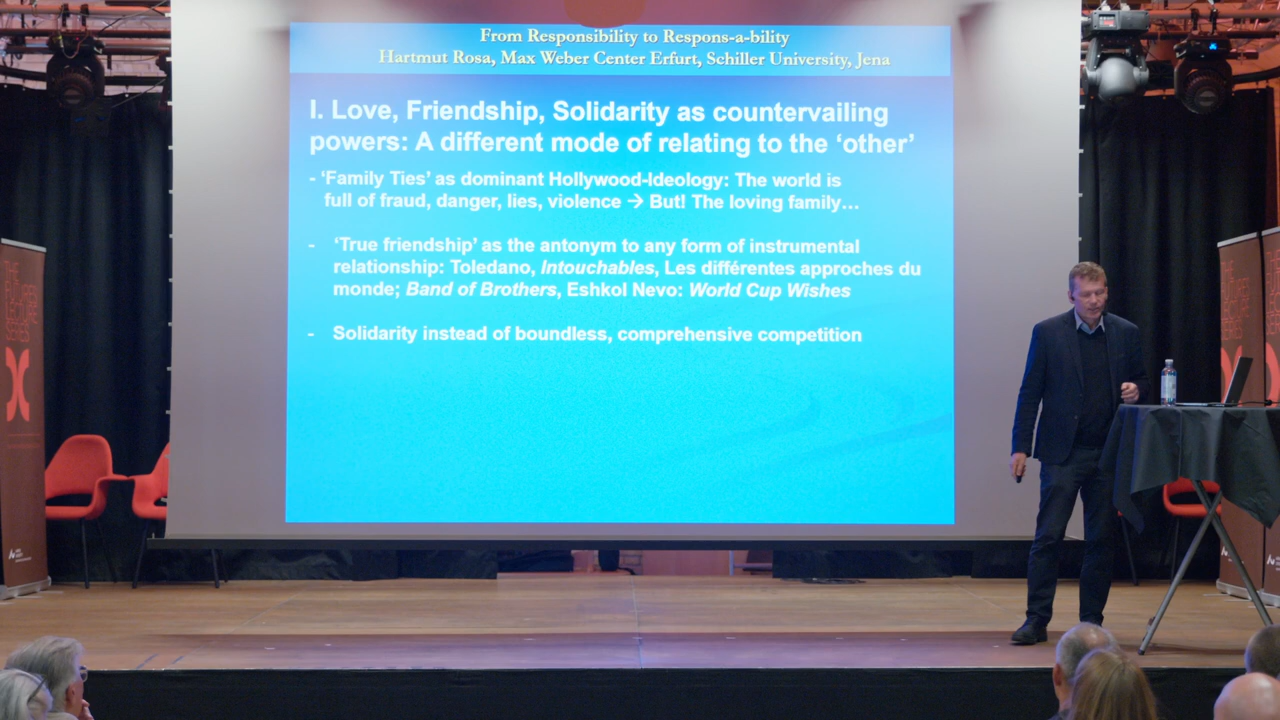 From Responsibility to Respons-a-bility
Hartmut Rosa, Max Weber Center Erfurt, Schiller University, Jena
I. Love, Friendship, Solidarity as countervailing
powers: A different mode of relating to the ‘other’
- ‘Family Ties’ as dominant Hollywood-Ideology: The world is
full of fraud, danger, lies, violence → But! The loving family…
- ‘True friendship’ as the antonym to any form of instrumental
relationship: Toledano, Intouchables, Les différentes approches du
monde; Band of Brothers, Eshkol Nevo: World Cup Wishes
- Solidarity instead of boundless, comprehensive competition
THE
LECTURE
SERIES